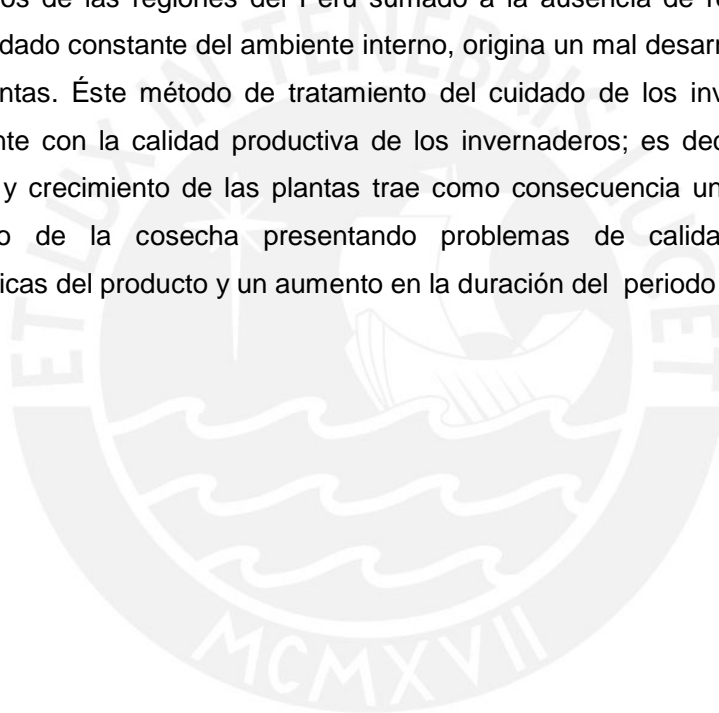 os de las regiones del Perú sumado a la ausencia de re
dado constante del ambiente interno, origina un mal desarr
ntas. Éste método de tratamiento del cuidado de los inv
nte con la calidad productiva de los invernaderos; es dec
y crecimiento de las plantas trae como consecuencia un
o de la cosecha presentando problemas de calida
icas del producto y un aumento en la duración del periodo
ET LUX IN TENEBRIS LUCET
MCMXVII